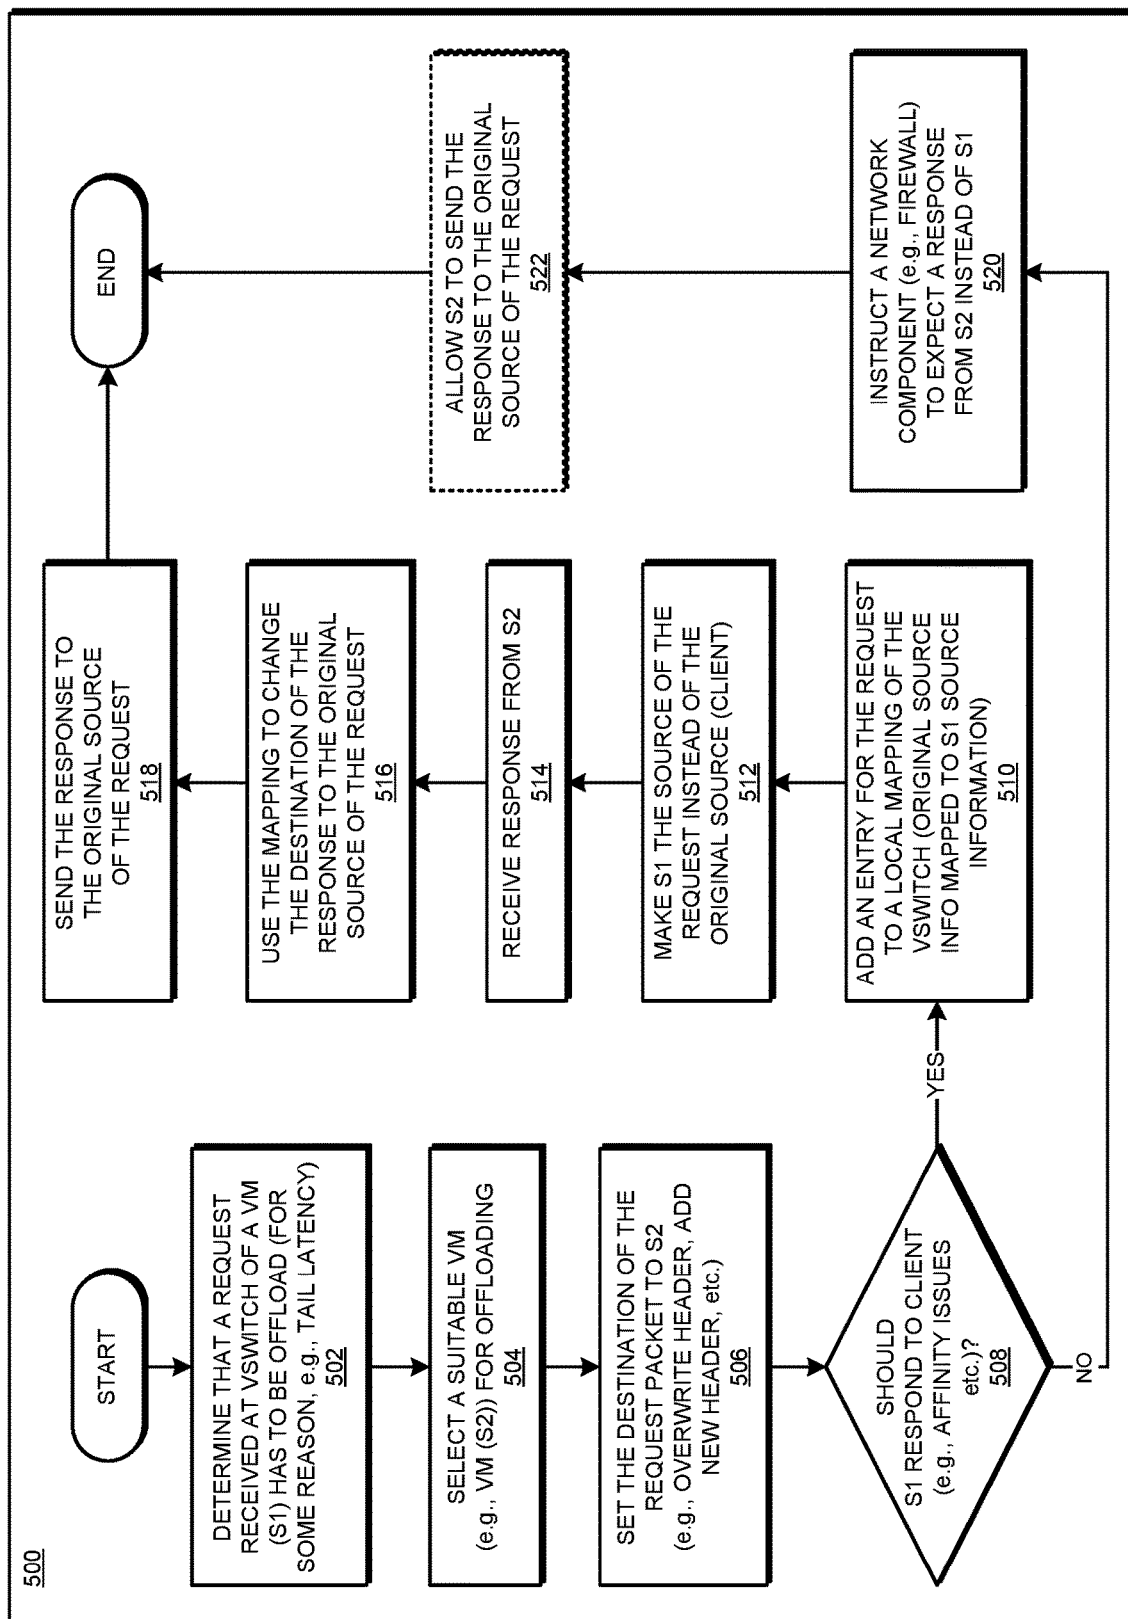 500
START
DETERMINE THAT A REQUEST
RECEIVED AT VSWITCH OF A VM
(S1) HAS TO BE OFFLOAD (FOR
SOME REASON, e.g., TAIL LATENCY)
502
SELECT A SUITABLE VM
(e.g., VM (S2)) FOR OFFLOADING
504
SET THE DESTINATION OF THE
REQUEST PACKET TO S2
(e.g., OVERWRITE HEADER, ADD
NEW HEADER, etc.)
506
SHOULD
S1 RESPOND TO CLIENT
(e.g., AFFINITY ISSUES
etc.)?
508
YES
NO
ADD AN ENTRY FOR THE REQUEST
TO A LOCAL MAPPING OF THE
VSWITCH (ORIGINAL SOURCE
INFO MAPPED TO S1 SOURCE
INFORMATION)
510
MAKE S1 THE SOURCE OF THE
REQUEST INSTEAD OF THE
ORIGINAL SOURCE (CLIENT)
512
RECEIVE RESPONSE FROM S2
514
USE THE MAPPING TO CHANGE
THE DESTINATION OF THE
RESPONSE TO THE ORIGINAL
SOURCE OF THE REQUEST
516
SEND THE RESPONSE TO
THE ORIGINAL SOURCE
OF THE REQUEST
518
INSTRUCT A NETWORK
COMPONENT (e.g., FIREWALL)
TO EXPECT A RESPONSE
FROM S2 INSTEAD OF S1
520
ALLOW S2 TO SEND THE
RESPONSE TO THE ORIGINAL
SOURCE OF THE REQUEST
522
END